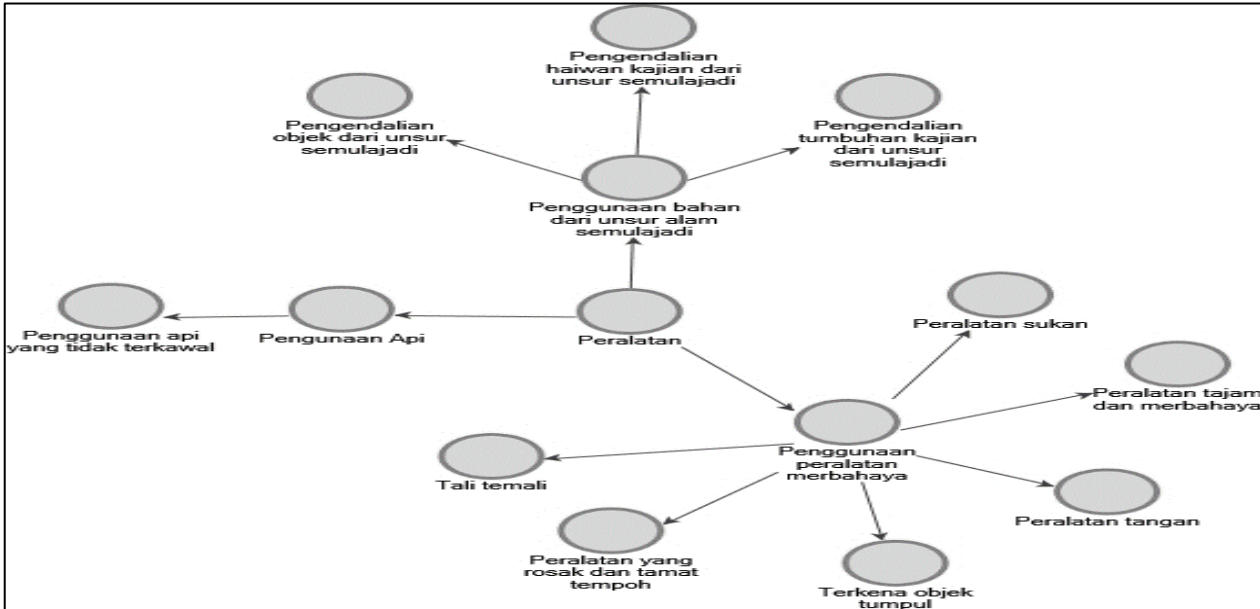 Pengendalian
haiwan kajian dari
unsur semulajadi
Pengendalian
objek dari unsur
semulajadi
Pengendalian
tumbuhan kajian
dari unsur
semulajadi
Penggunaan bahan
dari unsur alam
semulajadi
Penggunaan api
yang tidak terkawal
Pengunaan Api
Peralatan
Peralatan sukan
Peralatan tajam
dan merbahaya
Penggunaan
peralatan
merbahaya
Tali temali
Peralatan tangan
Peralatan yang
rosak dan tamat
tempoh
Terkena objek
tumpul